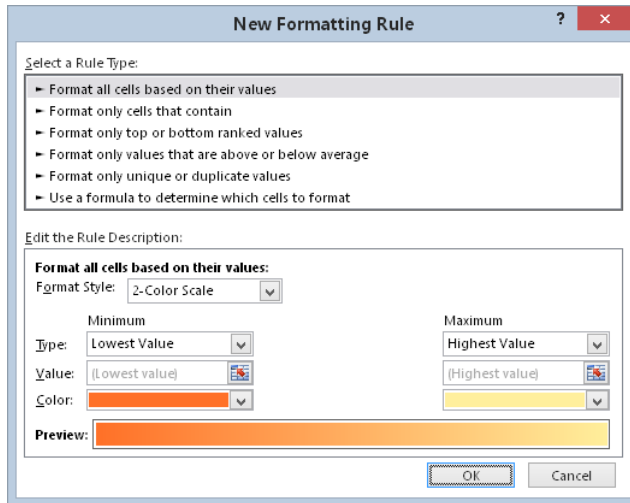 New Formatting Rule ? ×
Select a Rule Type:
► Format all cells based on their values
► Format only cells that contain
► Format only top or bottom ranked values
► Format only values that are above or below average
► Format only unique or duplicate values
► Use a formula to determine which cells to format
Edit the Rule Description:
Format all cells based on their values:
Format Style: 2-Color Scale
Minimum Maximum
Type: Lowest Value Highest Value
Value: (Lowest value) (Highest value)
Color:
Preview:
OK Cancel